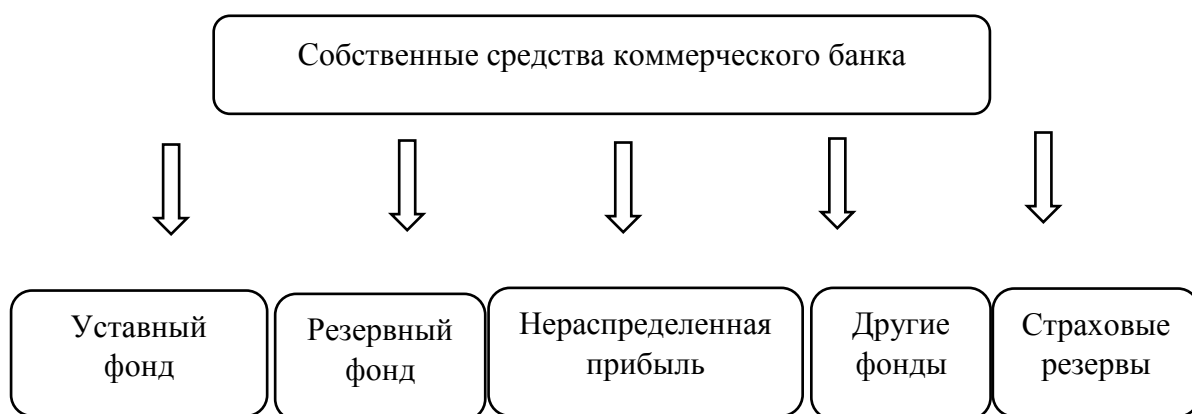 Собственные средства коммерческого банка
Уставный
фонд
Резервный
фонд
Нераспределенная
прибыль
Другие
фонды
Страховые
резервы